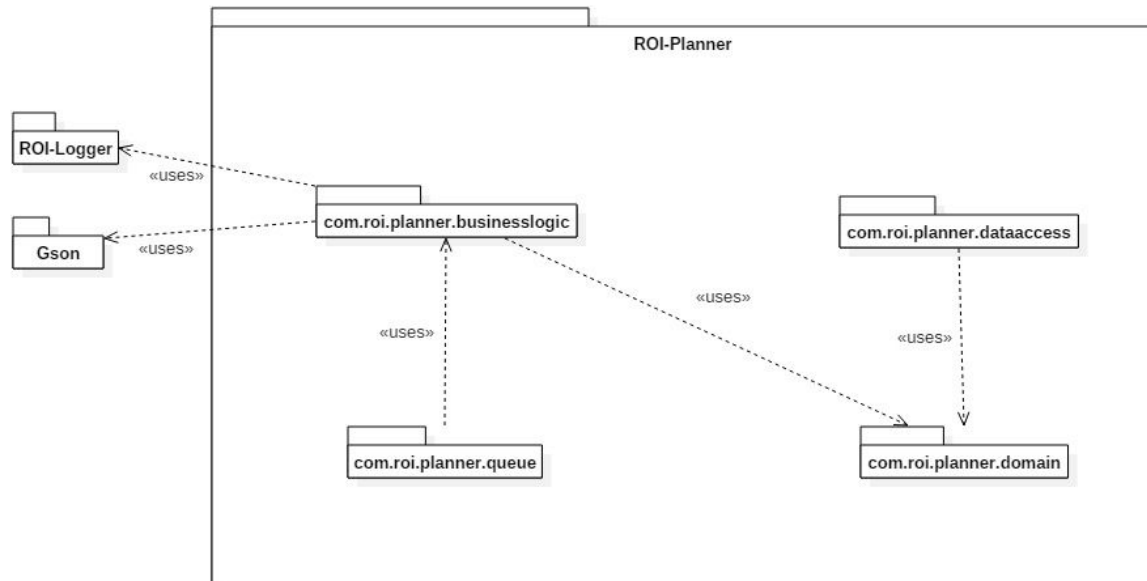 ROI-Planner
ROI-Logger
«uses»
com.roi.planner.businesslogic
com.roi.planner.dataaccess
Gson
«uses»
«uses»
«uses»
«uses»
com.roi.planner.queue
com.roi.planner.domain